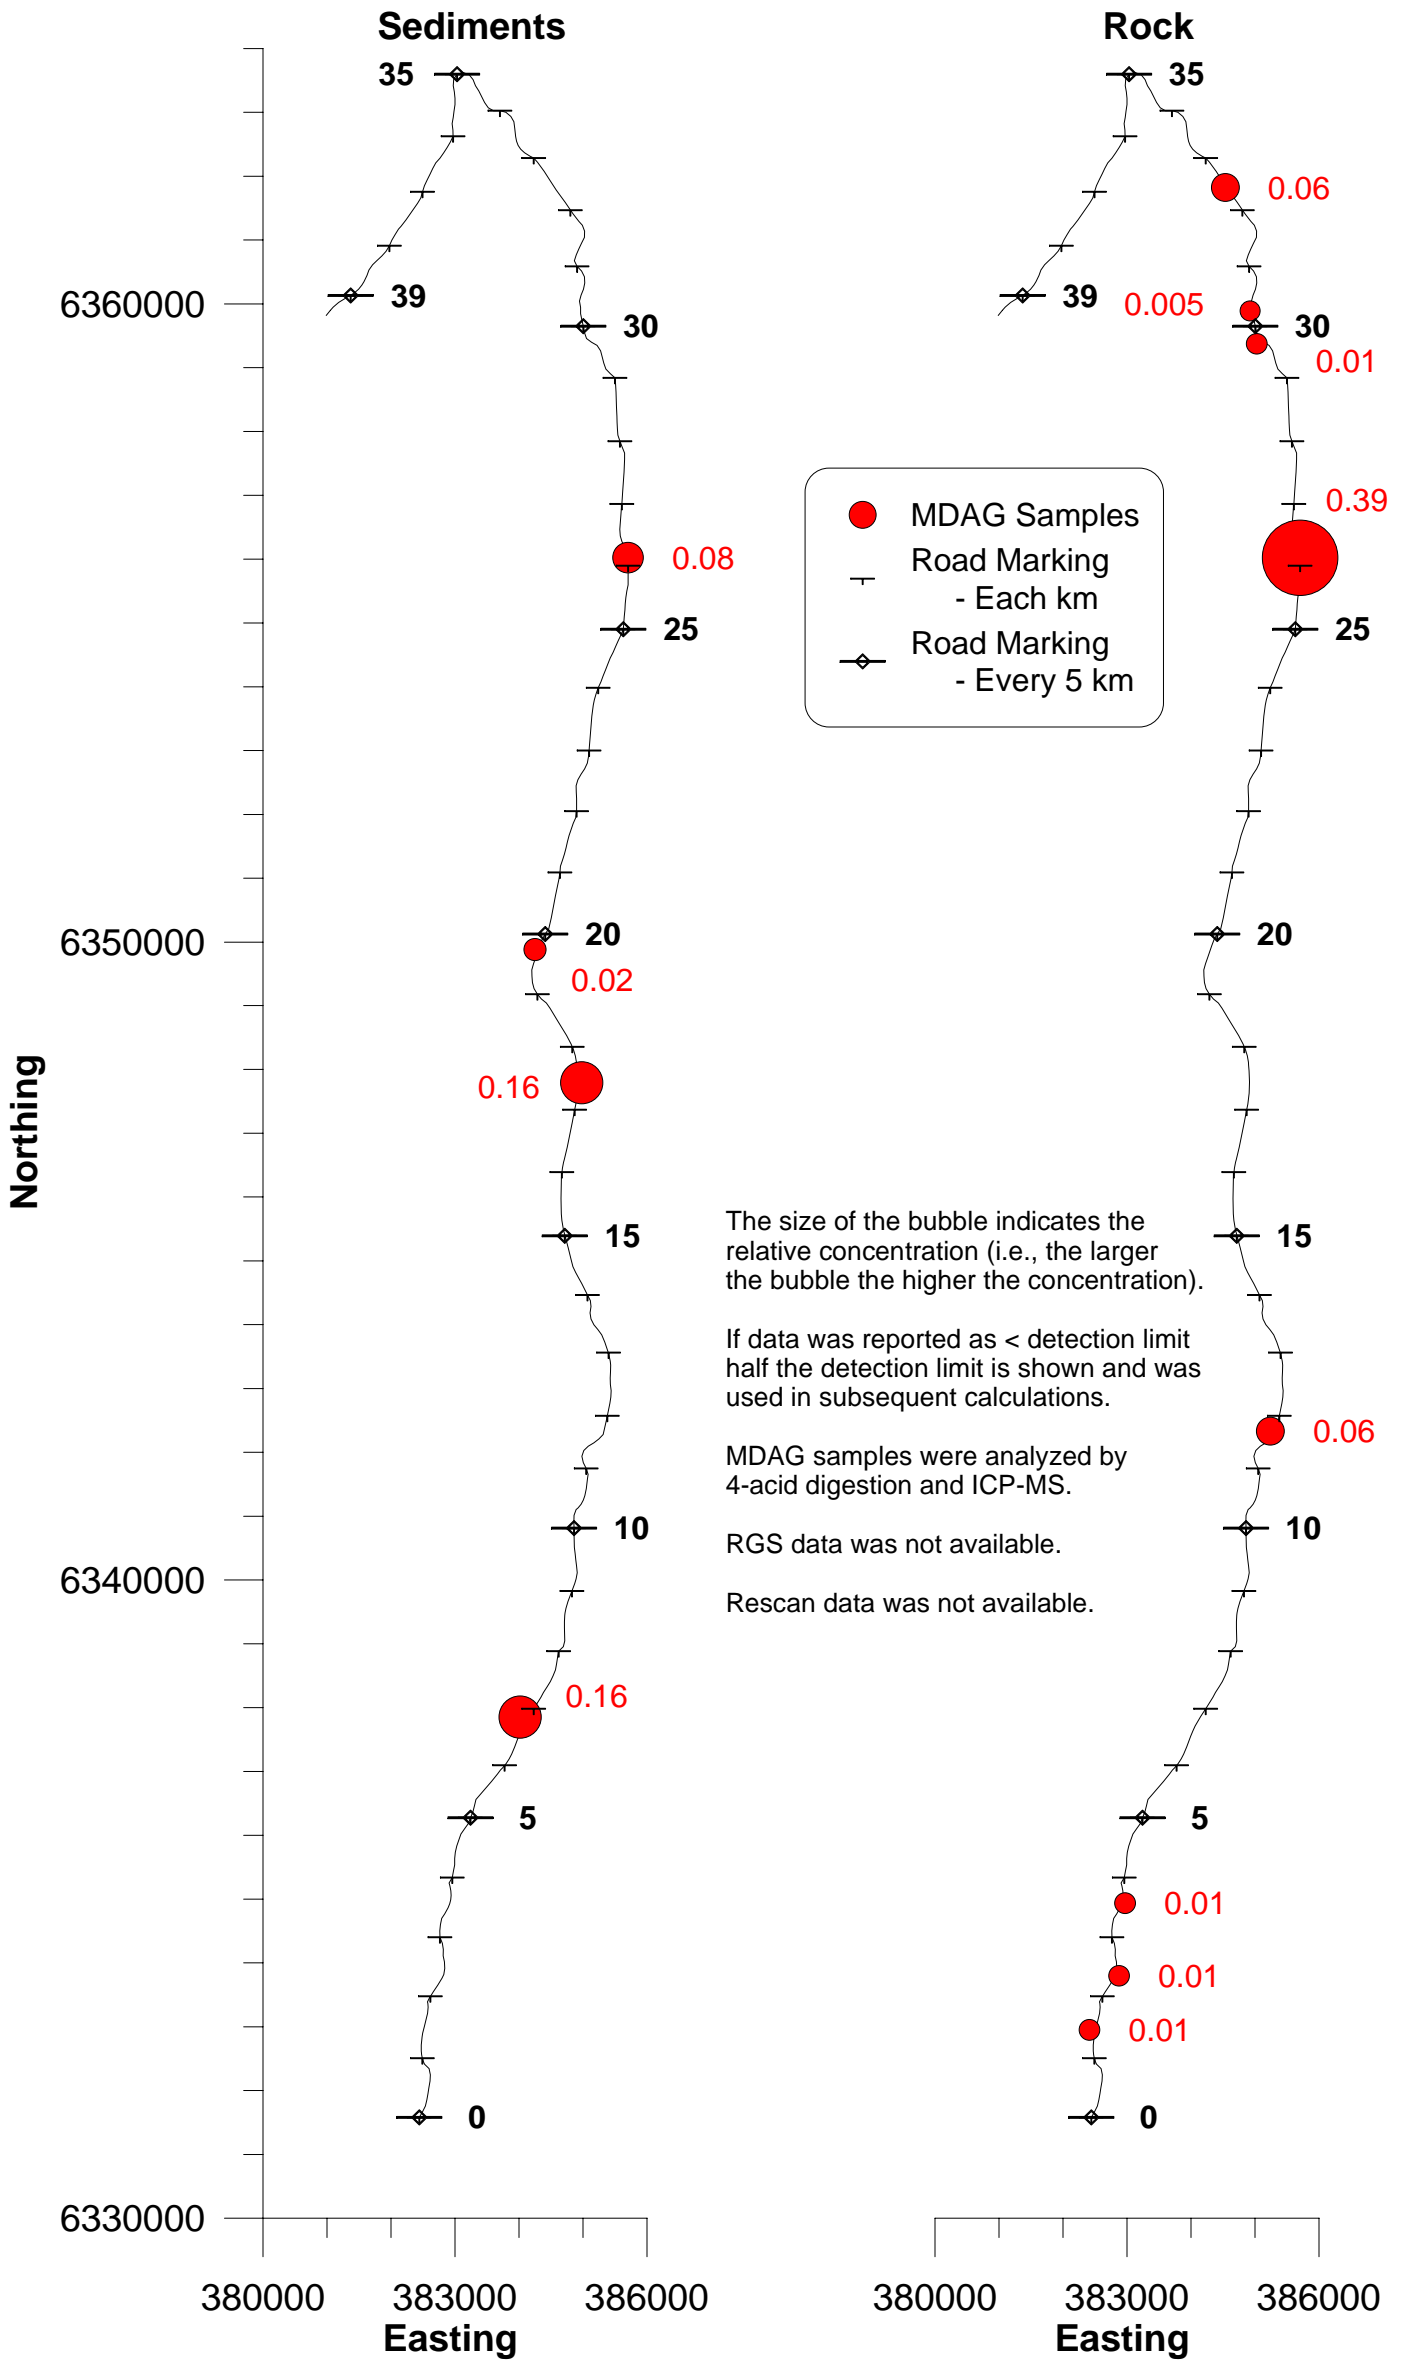 Sediments
Rock
35
35
0.06
39
39
0.005
6360000
30
30
0.01
0.39
MDAG Samples
Road Marking
- Each km
Road Marking
- Every 5 km
0.08
25
25
20
20
6350000
0.02
0.16
Northing
15
15
The size of the bubble indicates the
relative concentration (i.e., the larger
the bubble the higher the concentration).
If data was reported as < detection limit
half the detection limit is shown and was
used in subsequent calculations.
MDAG samples were analyzed by
4-acid digestion and ICP-MS.
RGS data was not available.
Rescan data was not available.
0.06
10
10
6340000
0.16
5
5
0.01
0.01
0.01
0
0
6330000
380000 383000 386000
380000 383000 386000
Easting
Easting